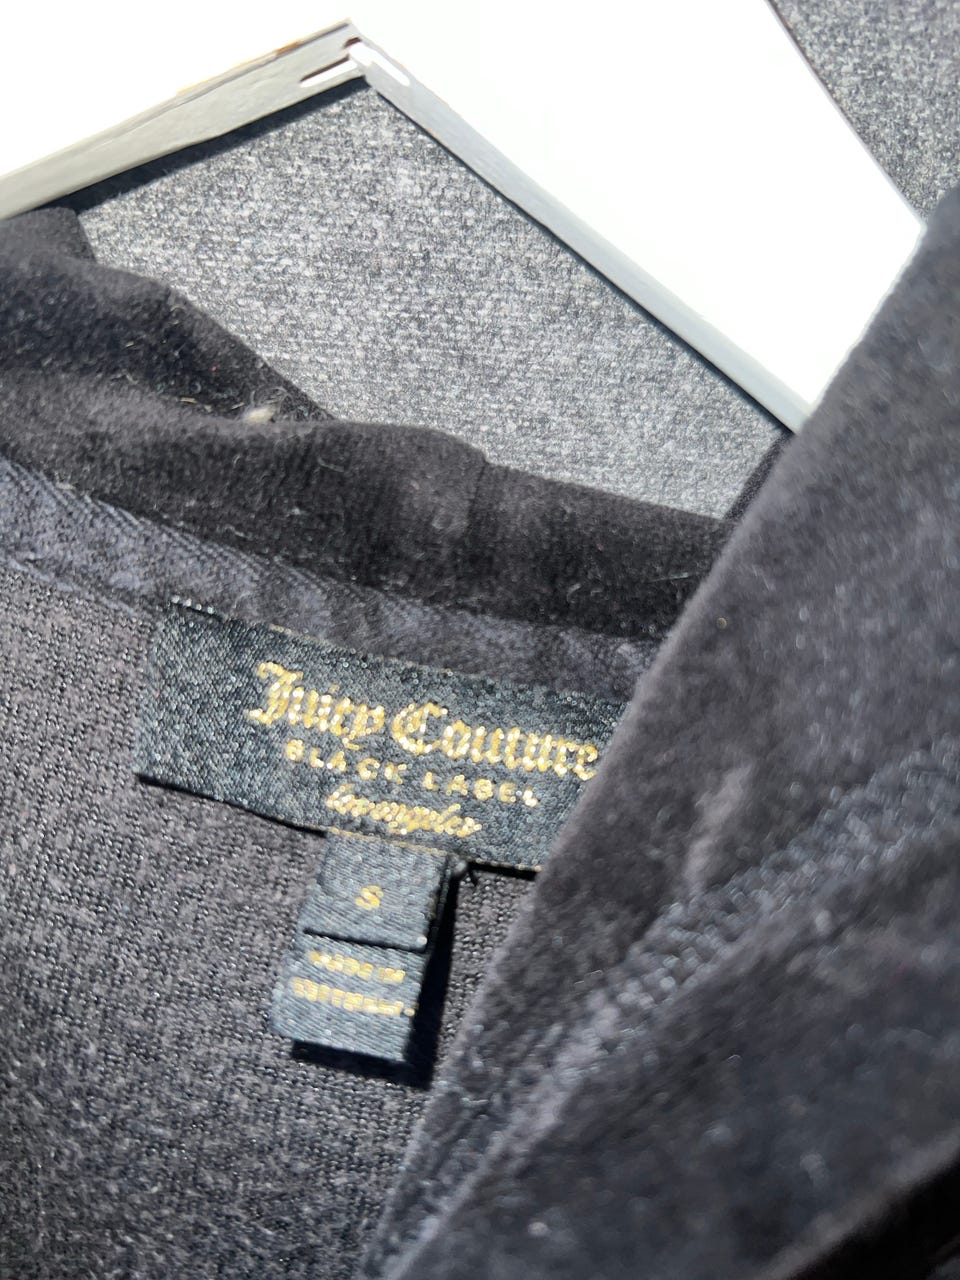 Juicy Couture
BLACK LABEL
Los Angeles
S
MADE IN